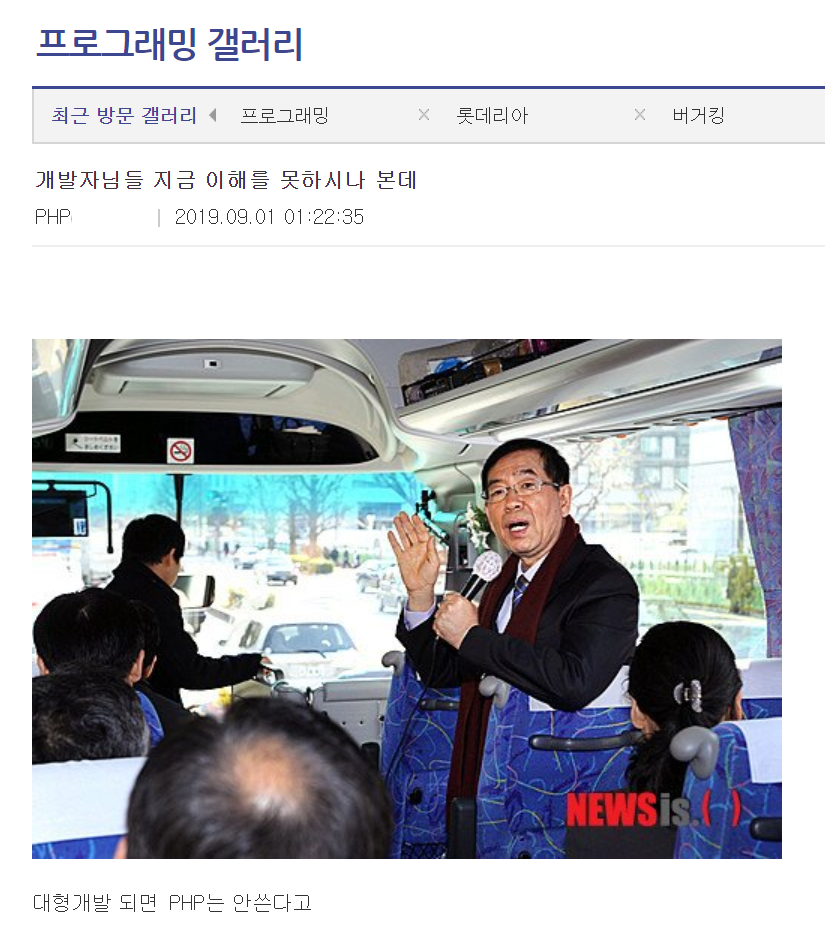 프로그래밍 갤러리
최근 방문 갤러리 ◀ 프로그래밍 × 롯데리아 × 버거킹
개발자님들 지금 이해를 못하시나 본데
PHP | 2019.09.01 01:22:35
NEWSis.( )
대형개발 되면 PHP는 안쓴다고